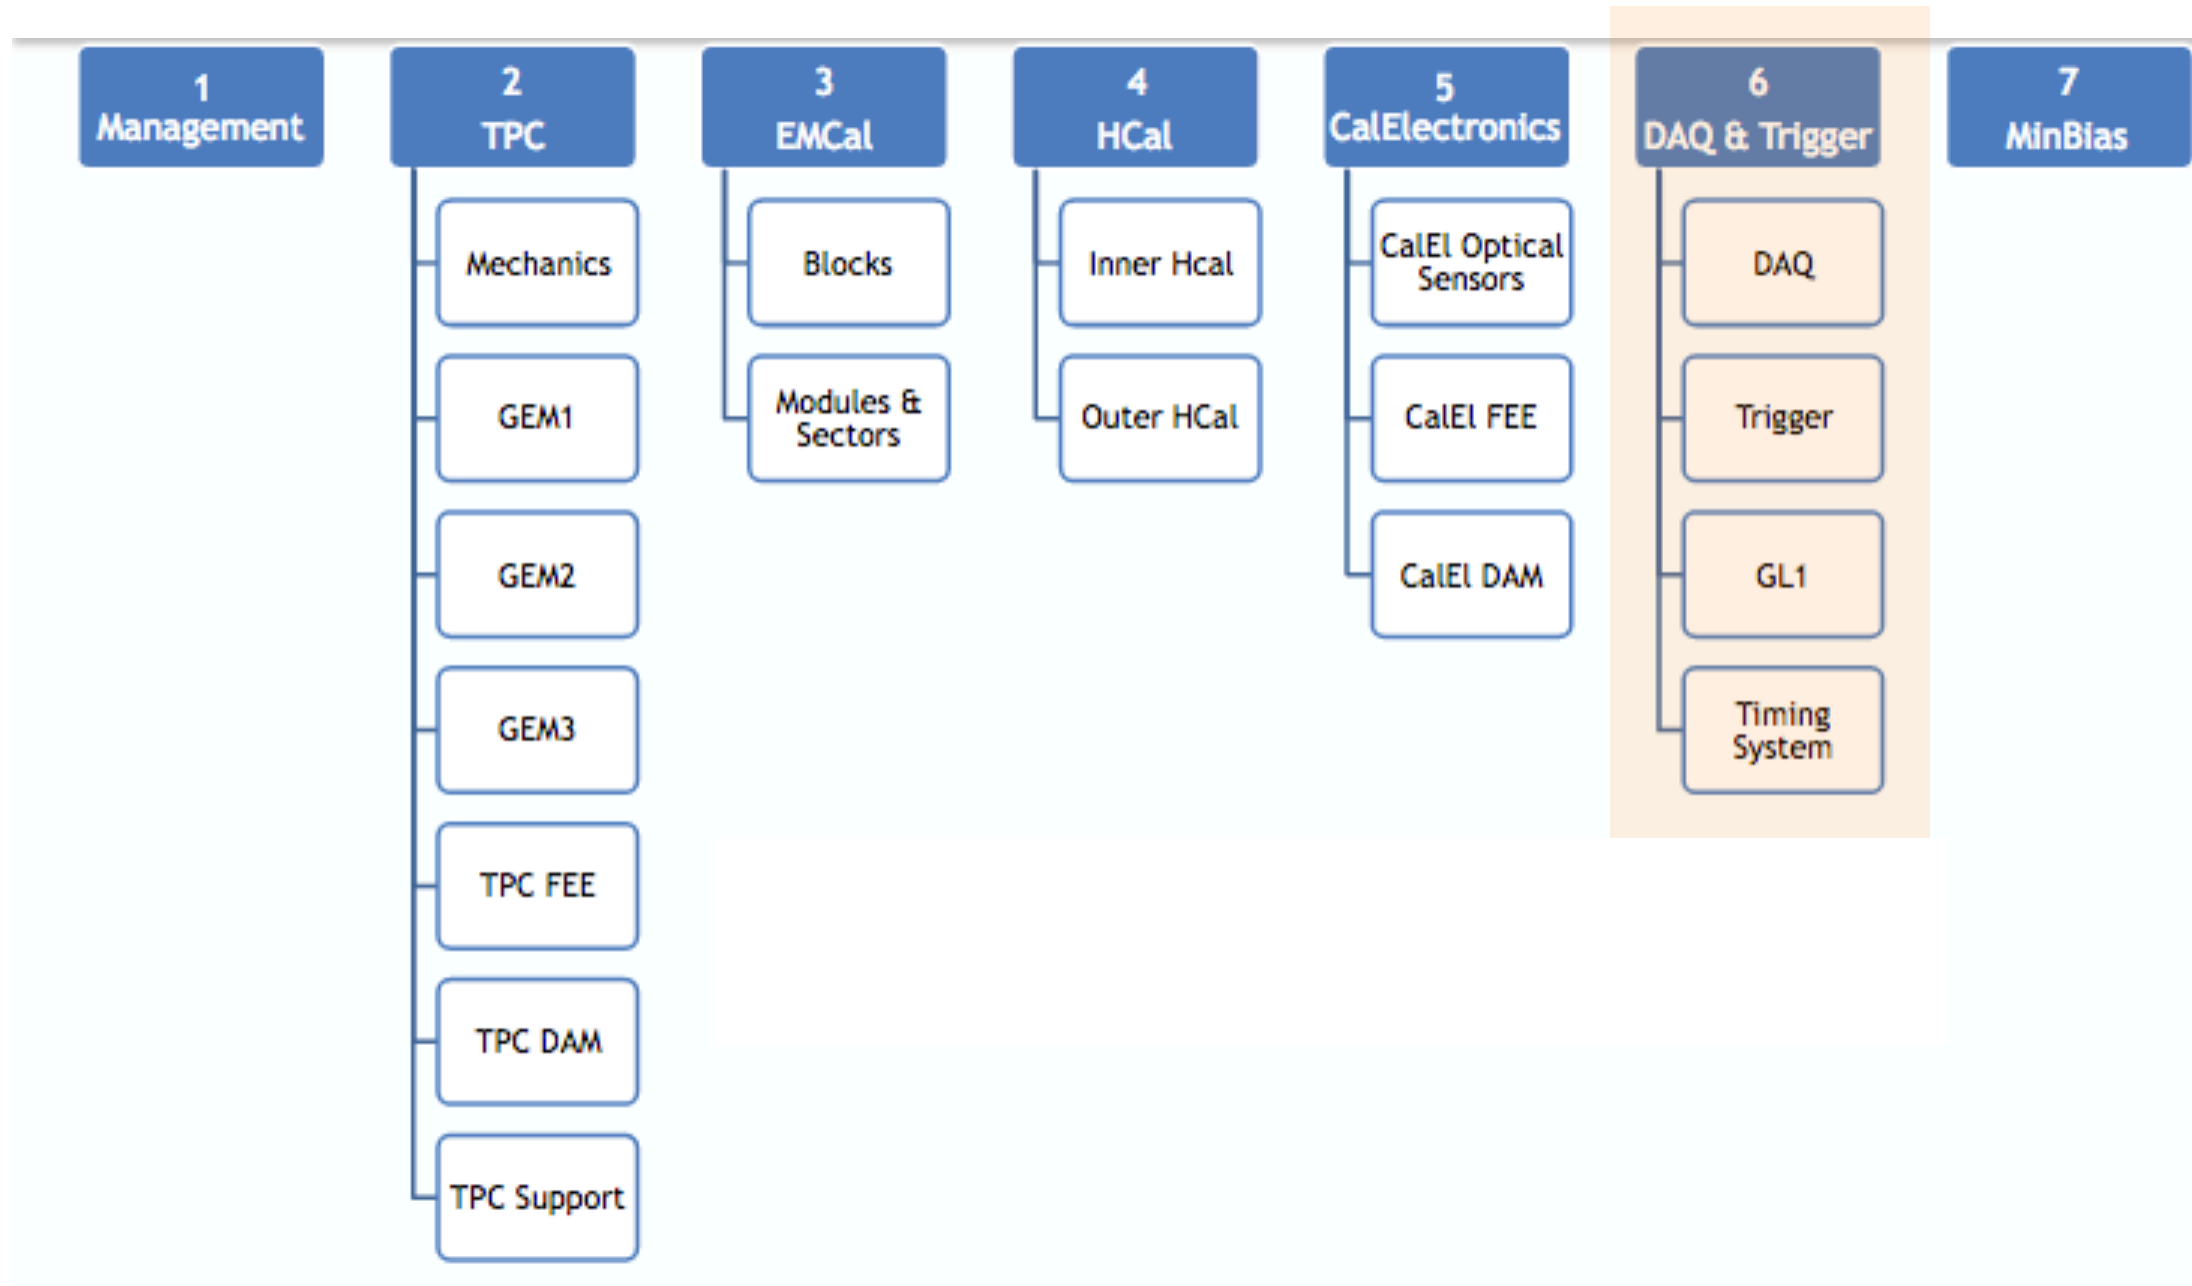 1
Management
2
TPC
Mechanics
GEM1
GEM2
GEM3
TPC FEE
TPC DAM
TPC Support
3
EMCal
Blocks
Modules &
Sectors
4
HCal
Inner Hcal
Outer HCal
5
CalElectronics
CalEl Optical
Sensors
CalEl FEE
CalEl DAM
6
DAQ & Trigger
DAQ
Trigger
GL1
Timing
System
7
MinBias